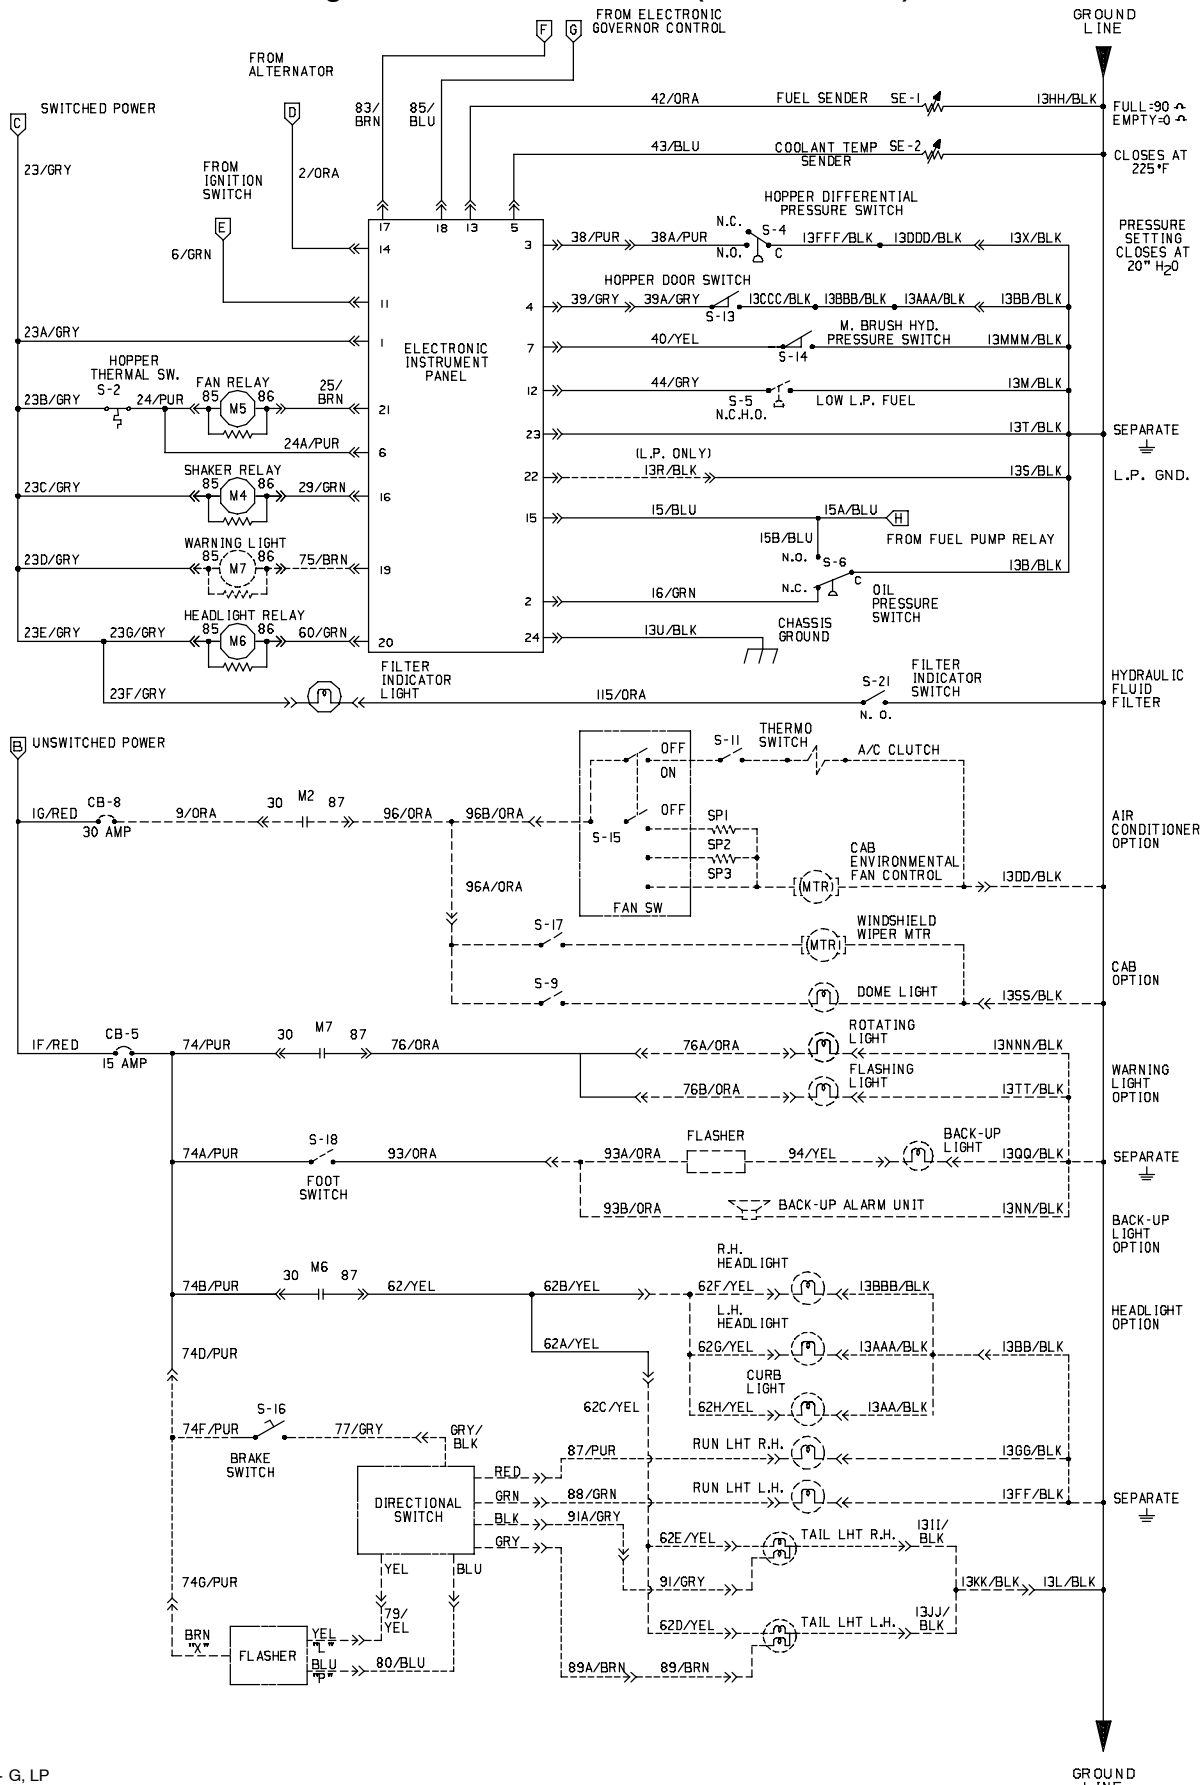 FROM ELECTRONIC
GOVERNOR CONTROL
GROUND
LINE
F
G
FROM
ALTERNATOR
SWITCHED POWER
C
D
83/
BRN
85/
BLU
42/ORA
FUEL SENDER
SE-1
13HH/BLK
FULL=90 Ω
EMPTY=0 Ω
43/BLU
COOLANT TEMP
SENDER
SE-2
CLOSES AT
225°F
23/GRY
FROM
IGNITION
SWITCH
2/ORA
E
6/GRN
17
18
13
5
HOPPER DIFFERENTIAL
PRESSURE SWITCH
N.C.
S-4
N.O.
C
14
3
38/PUR
38A/PUR
13FFF/BLK
13DDD/BLK
13X/BLK
PRESSURE
SETTING
CLOSES AT
20" H2O
HOPPER DOOR SWITCH
11
4
39/GRY
39A/GRY
S-13
13CCC/BLK
13BBB/BLK
13AAA/BLK
13BB/BLK
23A/GRY
1
ELECTRONIC
INSTRUMENT
PANEL
7
40/YEL
M. BRUSH HYD.
PRESSURE SWITCH
S-14
13MMM/BLK
HOPPER
THERMAL SW.
S-2
FAN RELAY
25/
BRN
12
44/GRY
S-5
N.C.H.O.
LOW L.P. FUEL
13M/BLK
23B/GRY
24/PUR
85
M5
86
21
23
13T/BLK
SEPARATE
24A/PUR
6
(L.P. ONLY)
22
13R/BLK
13S/BLK
L.P. GND.
SHAKER RELAY
23C/GRY
85
M4
86
29/GRN
16
15
15/BLU
15A/BLU
H
FROM FUEL PUMP RELAY
15B/BLU
WARNING LIGHT
23D/GRY
85
M7
86
75/BRN
19
N.O.
S-6
C
13B/BLK
N.C.
OIL
PRESSURE
SWITCH
2
16/GRN
HEADLIGHT RELAY
23E/GRY
23G/GRY
85
M6
86
60/GRN
20
24
13U/BLK
CHASSIS
GROUND
FILTER
INDICATOR
LIGHT
23F/GRY
115/ORA
S-21
N. O.
FILTER
INDICATOR
SWITCH
HYDRAULIC
FLUID
FILTER
B
UNSWITCHED POWER
OFF
ON
S-11
THERMO
SWITCH
A/C CLUTCH
1G/RED
CB-8
30 AMP
9/ORA
30
M2
87
96/ORA
96B/ORA
S-15
OFF
SP1
SP2
SP3
FAN SW
CAB
ENVIRONMENTAL
FAN CONTROL
MTR
13DD/BLK
AIR
CONDITIONER
OPTION
96A/ORA
S-17
WINDSHIELD
WIPER MTR
MTR
S-9
DOME LIGHT
13SS/BLK
CAB
OPTION
1F/RED
CB-5
15 AMP
74/PUR
30
M7
87
76/ORA
76A/ORA
ROTATING
LIGHT
13NNN/BLK
76B/ORA
FLASHING
LIGHT
13TT/BLK
WARNING
LIGHT
OPTION
74A/PUR
S-18
FOOT
SWITCH
93/ORA
93A/ORA
FLASHER
94/YEL
BACK-UP
LIGHT
13QQ/BLK
SEPARATE
93B/ORA
BACK-UP ALARM UNIT
13NN/BLK
BACK-UP
LIGHT
OPTION
74B/PUR
30
M6
87
62/YEL
62B/YEL
R.H.
HEADLIGHT
62F/YEL
13BBB/BLK
HEADLIGHT
OPTION
62A/YEL
L.H.
HEADLIGHT
62G/YEL
13AAA/BLK
13BB/BLK
74D/PUR
CURB
LIGHT
62H/YEL
13AA/BLK
62C/YEL
74F/PUR
S-16
BRAKE
SWITCH
77/GRY
GRY/
BLK
87/PUR
RUN LHT R.H.
13GG/BLK
DIRECTIONAL
SWITCH
RED
GRN
88/GRN
RUN LHT L.H.
13FF/BLK
SEPARATE
BLK
91A/GRY
GRY
62E/YEL
TAIL LHT R.H.
13II/
BLK
YEL
BLU
91/GRY
13KK/BLK
13L/BLK
74G/PUR
79/
YEL
62D/YEL
TAIL LHT L.H.
13JJ/
BLK
BRN
"X"
FLASHER
YEL
"L"
BLU
"P"
80/BLU
89A/BRN
89/BRN
- G, LP
GROUND